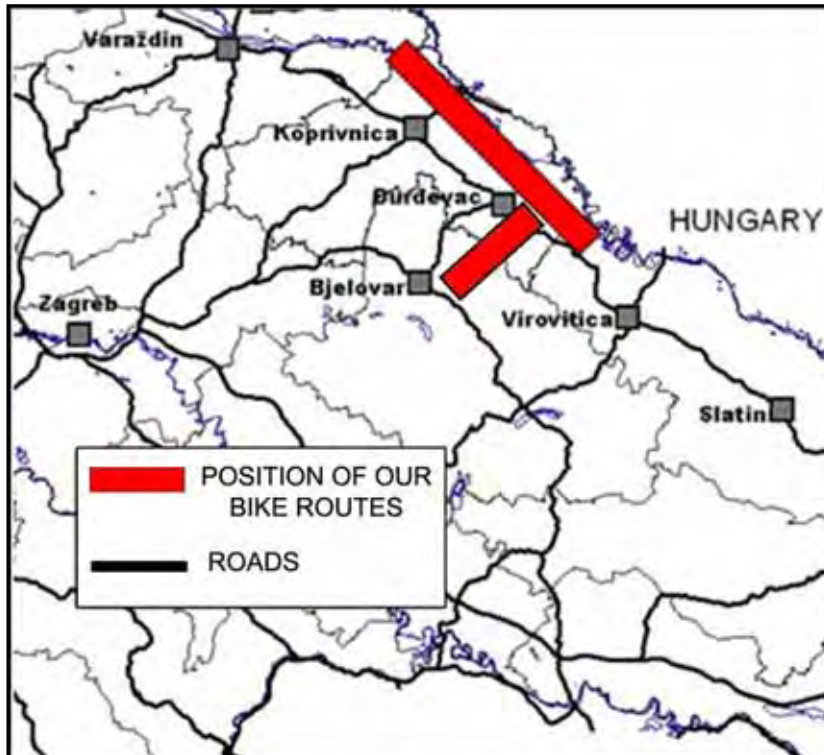 Varaždin
Koprivnica
Đurđevac
HUNGARY
Bjelovar
Zagreb
Virovitica
Slatin
POSITION OF OUR
BIKE ROUTES
ROADS